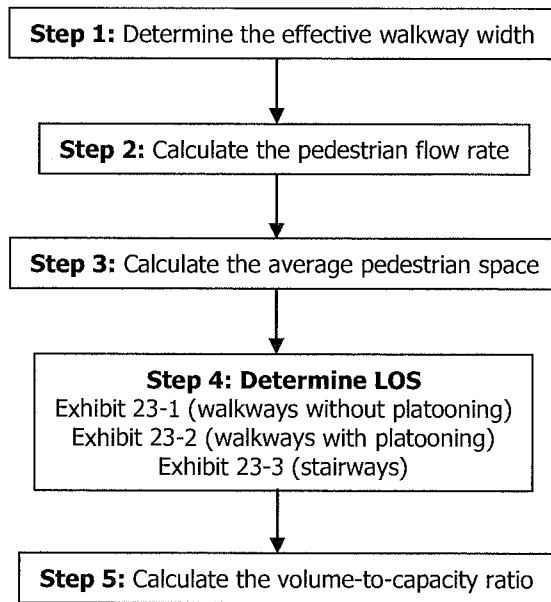 Step 1: Determine the effective walkway width
Step 2: Calculate the pedestrian flow rate
Step 3: Calculate the average pedestrian space
Step 4: Determine LOS
Exhibit 23-1 (walkways without platooning)
Exhibit 23-2 (walkways with platooning)
Exhibit 23-3 (stairways)
Step 5: Calculate the volume-to-capacity ratio